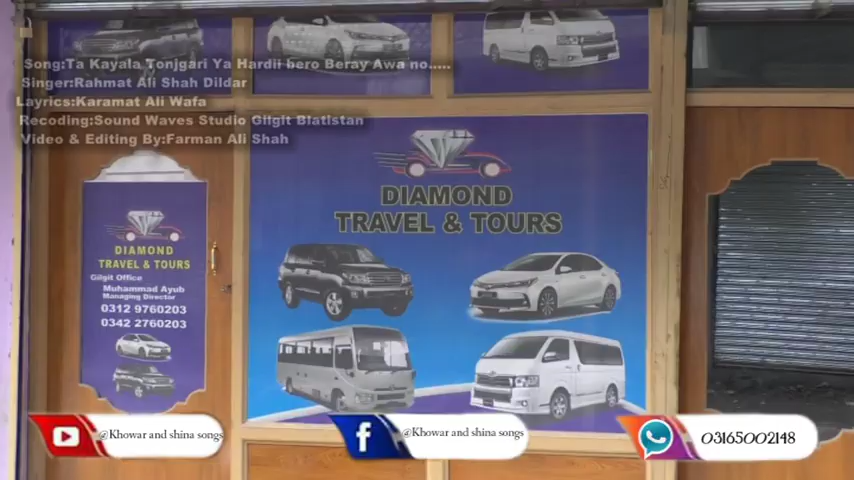 Song:Ta Kayala Tonjgari Ya Hardii bero Beray Awa no.....
Singer:Rahmat Ali Shah Dildar
Layrics:Karamat Ali Wafa
Recoding:Sound Waves Studio Gilgit Blatlstan
Video & Editing By:Farman Ali Shah
DIAMOND
TRAVEL & TOURS
DIAMOND
TRAVEL & TOURS
Gilgit Office
Muhammad Ayub
Managing Director
0312 9760203
0342 2760203
@Khowar and shina songs
@Khowar and shina songs
03165002148